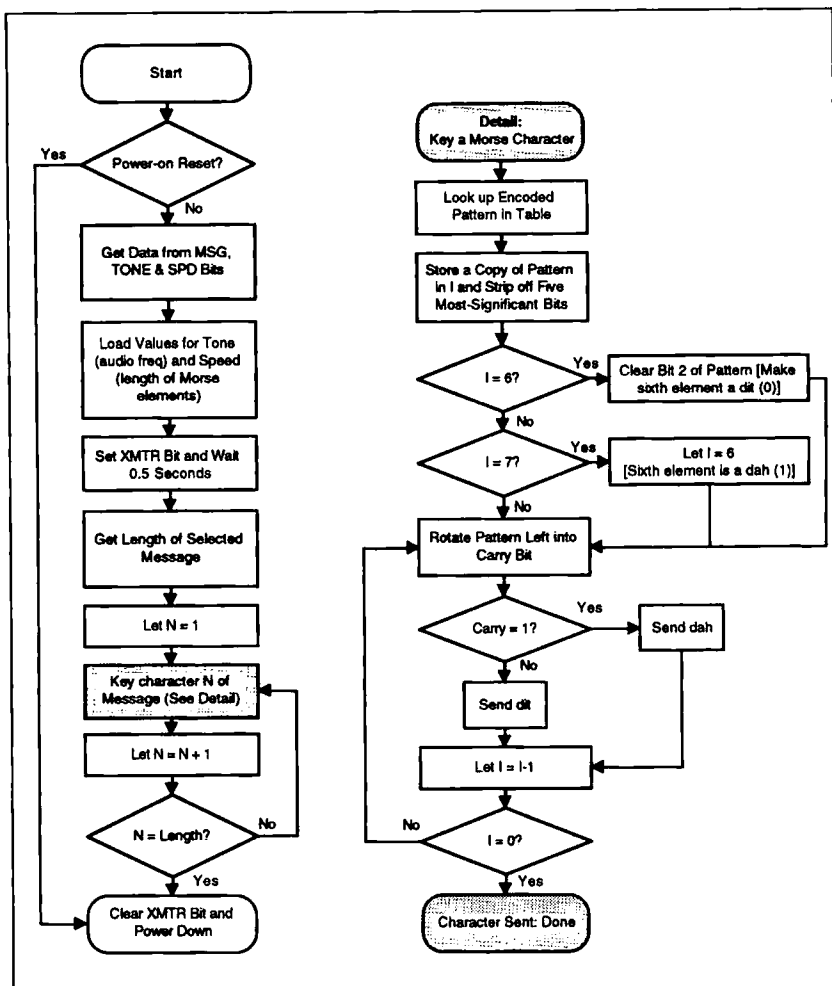 Start
Power-on Reset?
Yes
No
Get Data from MSG,
TONE & SPD Bits
Load Values for Tone
(audio freq) and Speed
(length of Morse
elements)
Set XMTR Bit and Wait
0.5 Seconds
Get Length of Selected
Message
Let N = 1
Key character N of
Message (See Detail)
Let N = N + 1
N = Length?
No
Yes
Clear XMTR Bit and
Power Down
Detail:
Key a Morse Character
Look up Encoded
Pattern in Table
Store a Copy of Pattern
in I and Strip off Five
Most-Significant Bits
I = 6?
Yes
Clear Bit 2 of Pattern [Make
sixth element a dit (0)]
No
I = 7?
Yes
Let I = 6
[Sixth element is a dah (1)]
No
Rotate Pattern Left into
Carry Bit
Carry = 1?
Yes
Send dah
No
Send dit
Let I = I-1
I = 0?
No
Yes
Character Sent: Done